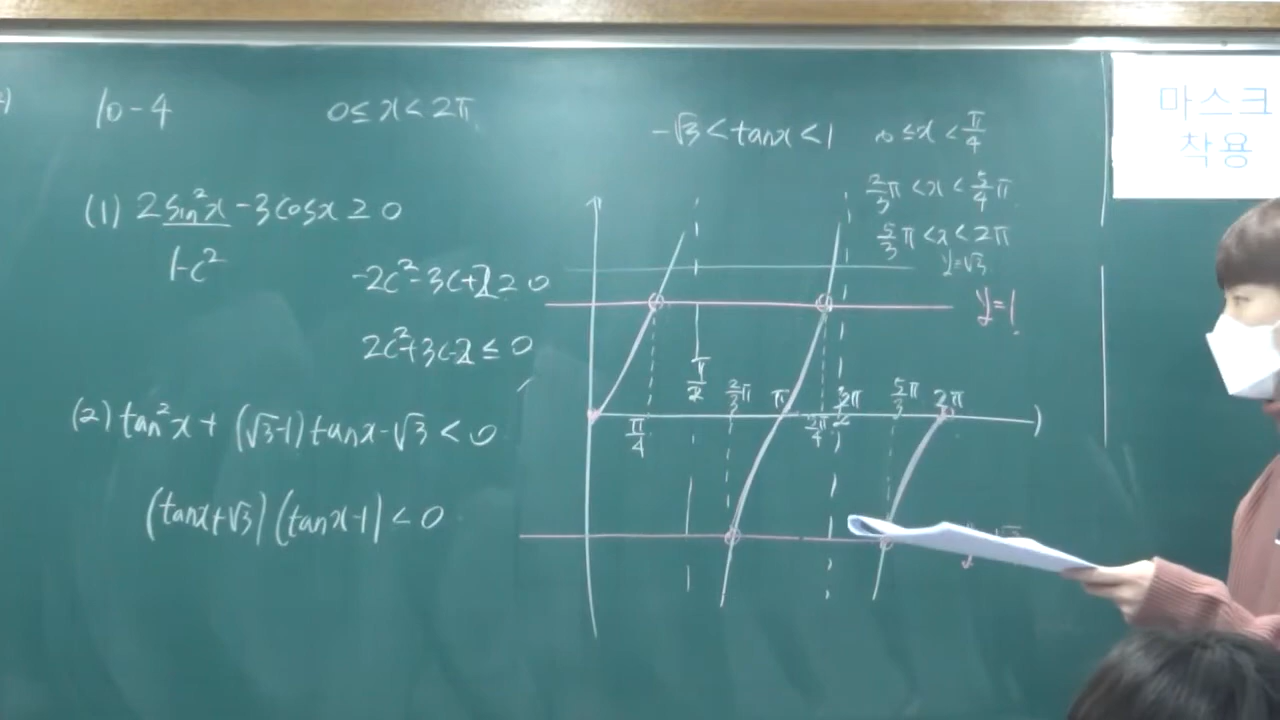 10-4
0≤x<2π
(1) 2sin²x-3cosx≥0
1-c²
-2c²-3c+2≥0
2c²+3c-2≤0
(2) tan²x+(√3-1)tanx-√3<0
(tanx+√3)(tanx-1)<0
-√3<tanx<1
0≤x<π/4
2/3π<x<5/4π
5/3π<x<2π
y=√3
y=1
π/2
2/3π
π
3/2π
5/3π
2π
π/4
마스크
착용